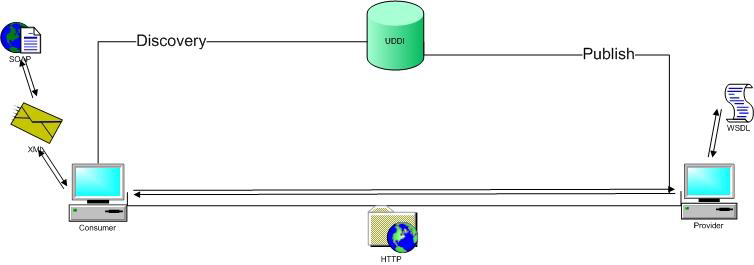 UDDI
Discovery
Publish
SOAP
XML
WSDL
Consumer
Provider
HTTP